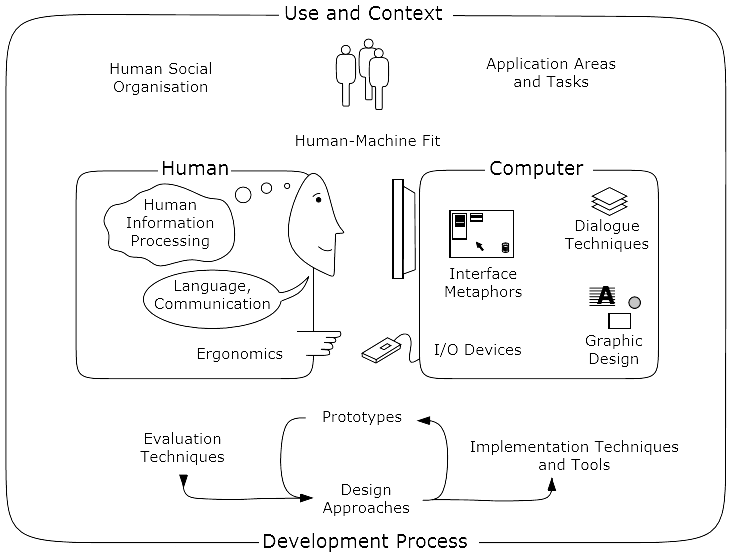 Use and Context
Human Social
Organisation
Application Areas
and Tasks
Human-Machine Fit
Human
Computer
Human
Information
Processing
Language,
Communication
Ergonomics
Interface
Metaphors
Dialogue
Techniques
A
Graphic
Design
I/O Devices
Prototypes
Evaluation
Techniques
Implementation Techniques
and Tools
Design
Approaches
Development Process